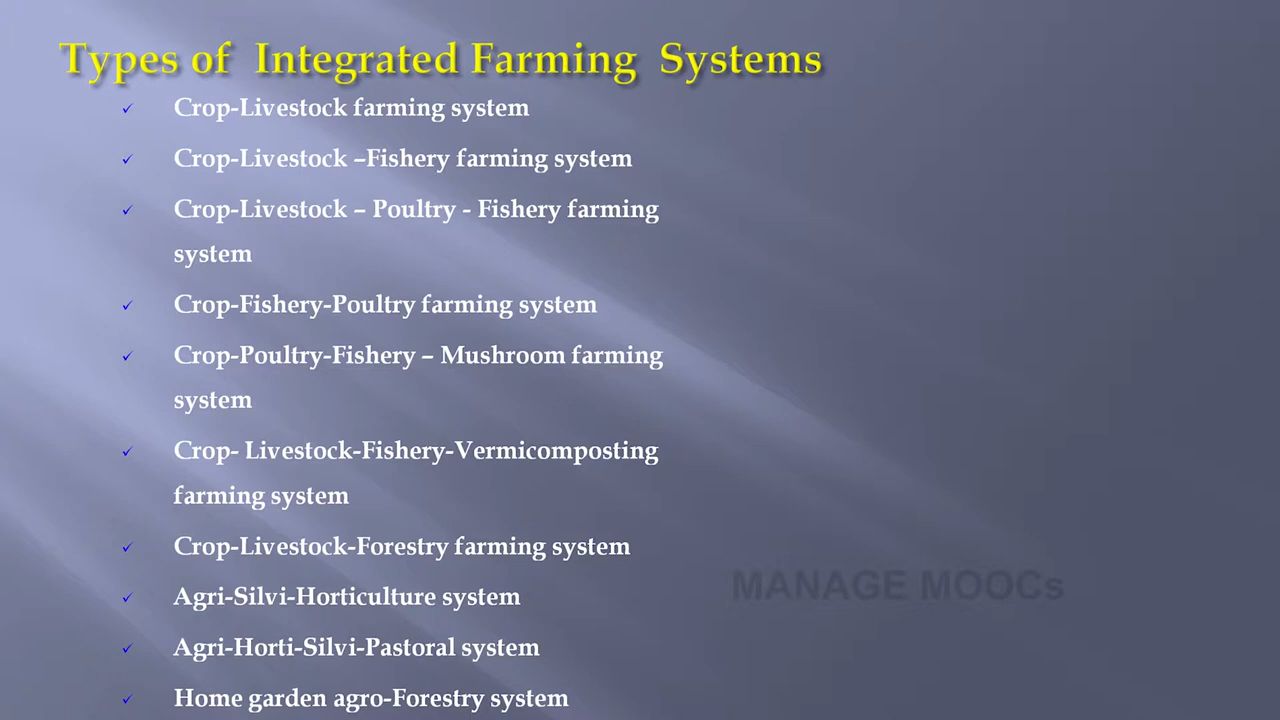 Types of Integrated Farming Systems
Crop-Livestock farming system
Crop-Livestock –Fishery farming system
Crop-Livestock – Poultry - Fishery farming
system
Crop-Fishery-Poultry farming system
Crop-Poultry-Fishery – Mushroom farming
system
Crop- Livestock-Fishery-Vermicomposting
farming system
Crop-Livestock-Forestry farming system
MANAGE MOOCs
Agri-Silvi-Horticulture system
Agri-Horti-Silvi-Pastoral system
Home garden agro-Forestry system